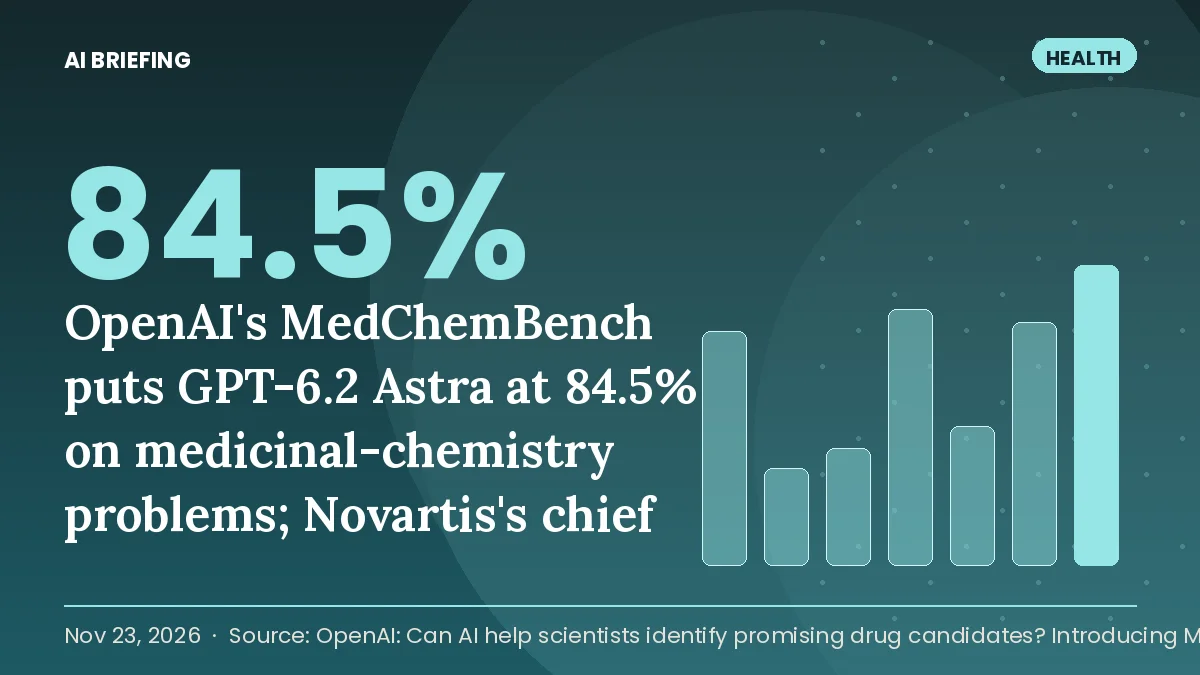 AI BRIEFING
HEALTH
84.5%
OpenAI's MedChemBench
puts GPT-6.2 Astra at 84.5%
on medicinal-chemistry
problems; Novartis's chief
Nov 23, 2026 · Source: OpenAI: Can AI help scientists identify promising drug candidates? Introducing